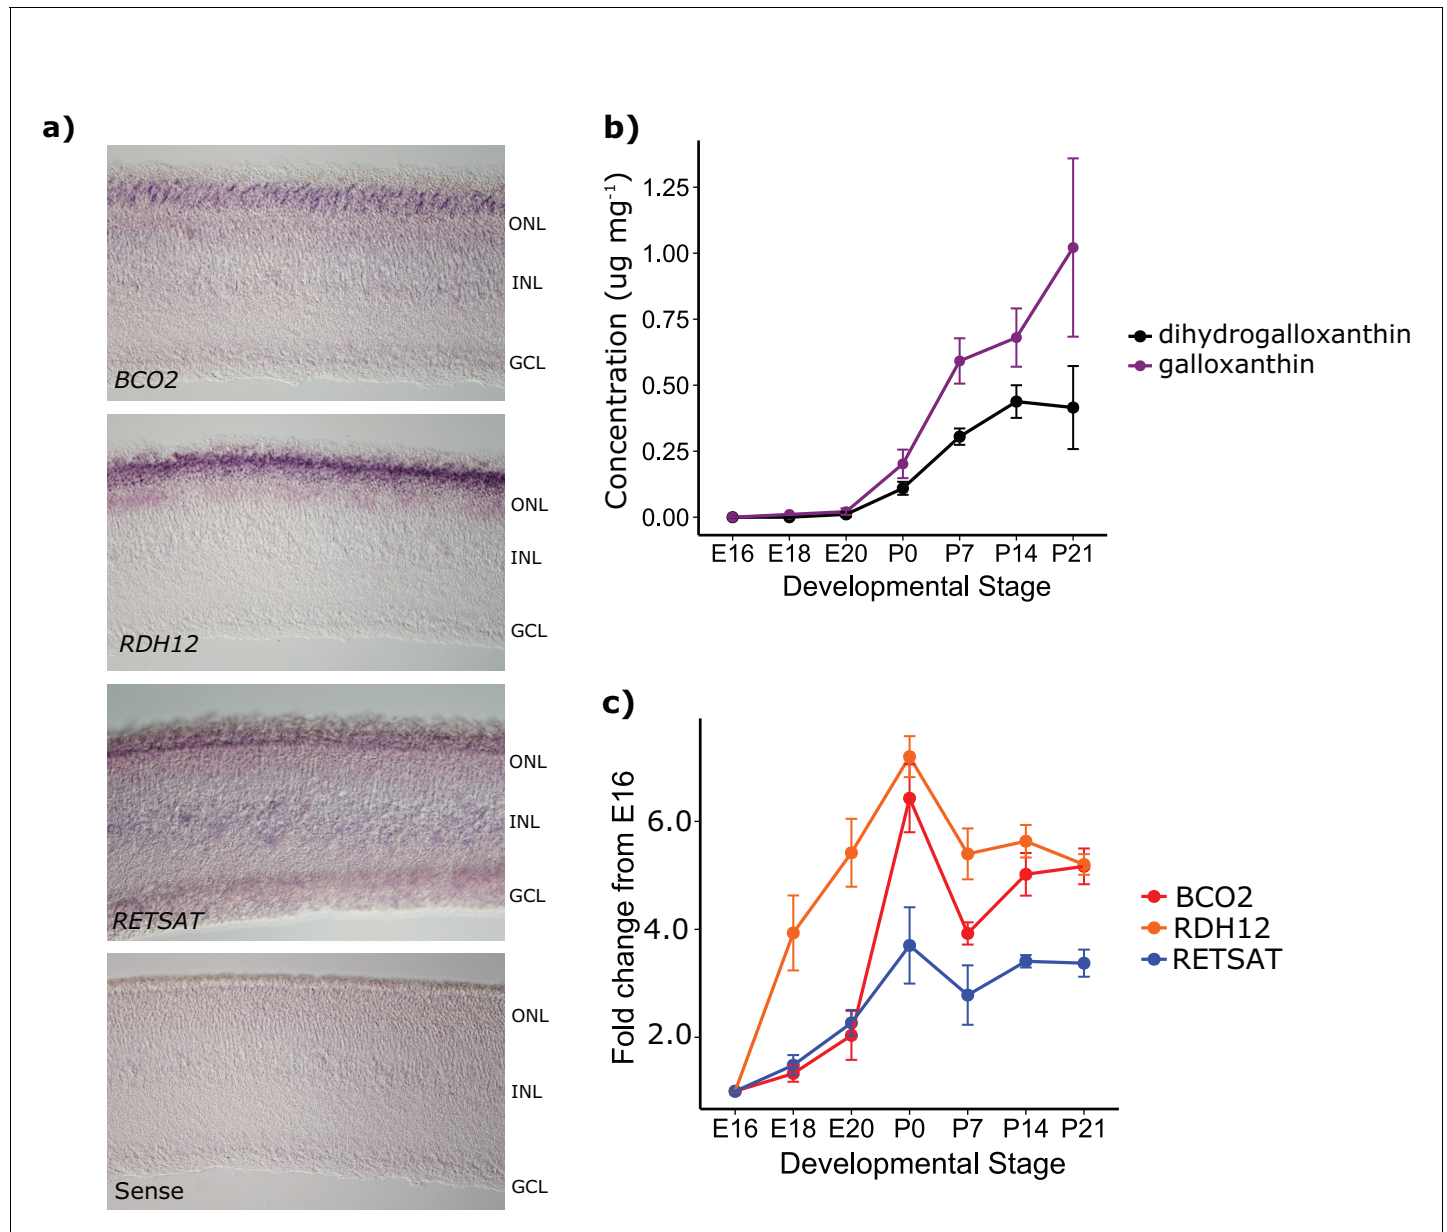 a)
ONL
INL
GCL
BCO2
ONL
INL
GCL
RDH12
ONL
INL
GCL
RETSAT
ONL
INL
GCL
Sense
b)
Concentration (ug mg⁻¹)
1.25
1.00
0.75
0.50
0.25
0.00
E16 E18 E20 P0 P7 P14 P21
Developmental Stage
dihydrogalloxanthin
galloxanthin
c)
Fold change from E16
6.0
4.0
2.0
E16 E18 E20 P0 P7 P14 P21
Developmental Stage
BCO2
RDH12
RETSAT